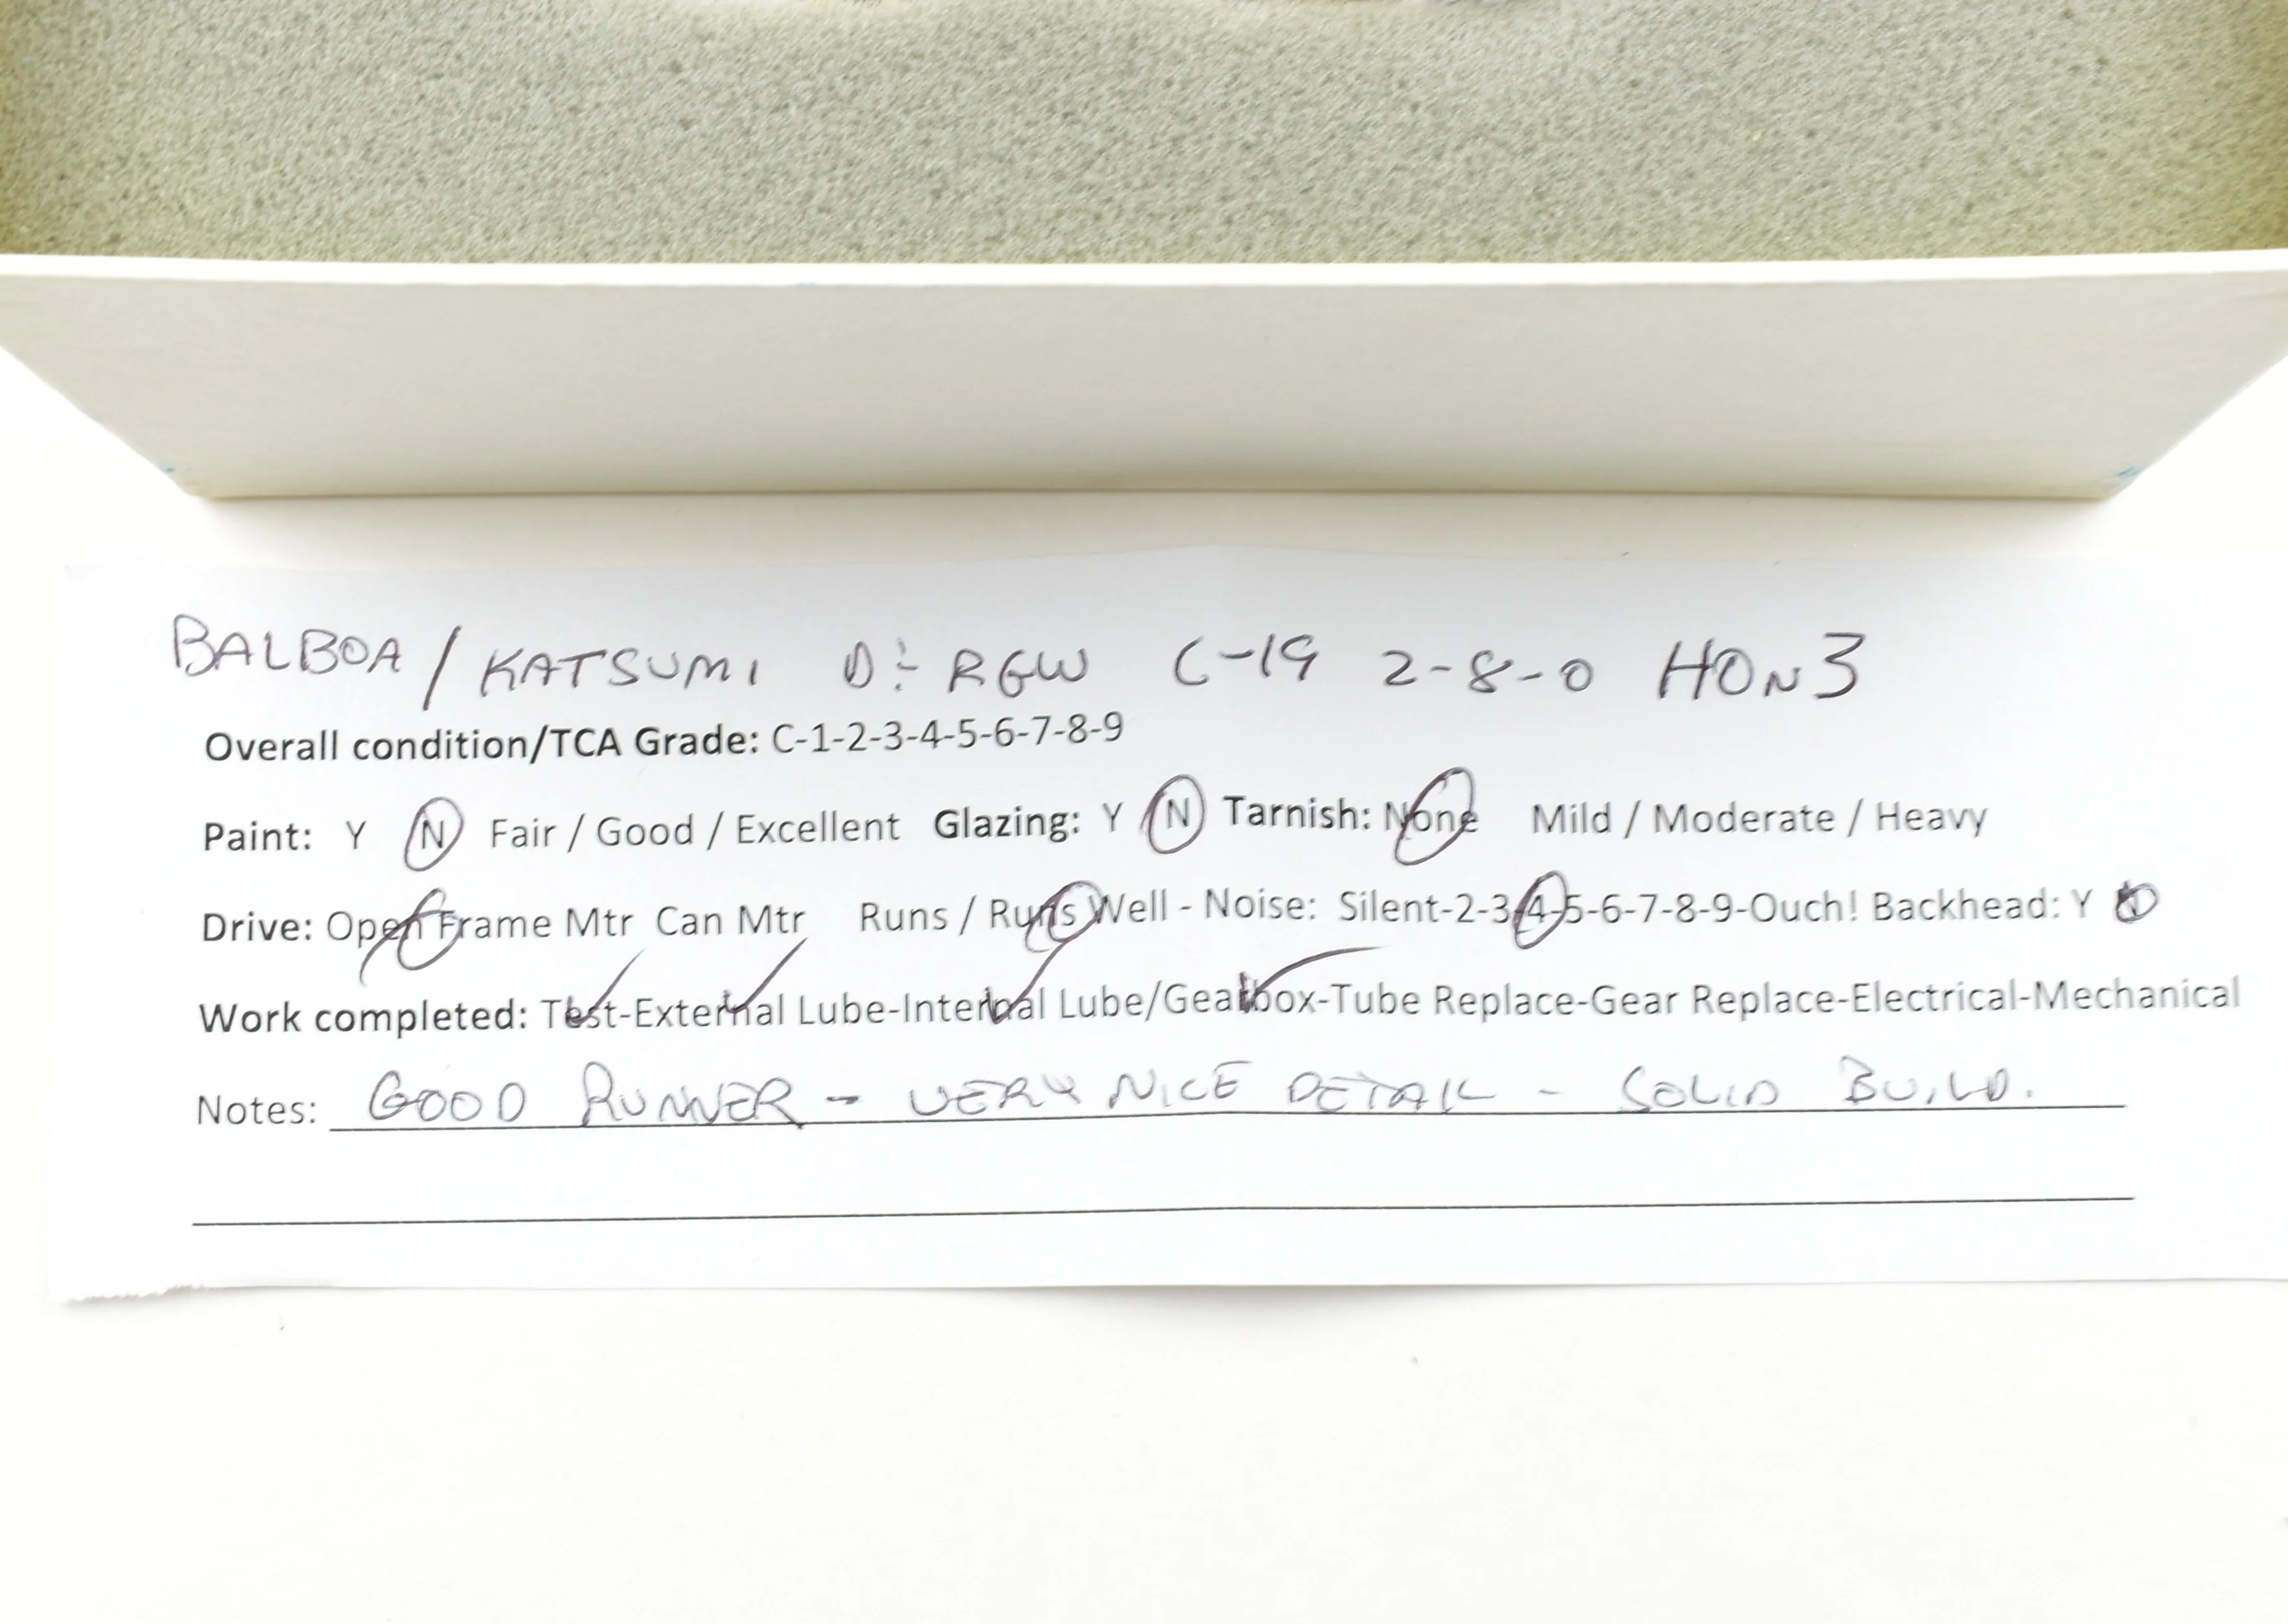 BALBOA / KATSUMI D&RGW C-19 2-8-0 HOn3
Overall condition/TCA Grade: C-1-2-3-4-5-6-7-8-9
Paint: Y N Fair / Good / Excellent Glazing: Y N Tarnish: None Mild / Moderate / Heavy
Drive: Open Frame Mtr Can Mtr Runs / Runs Well - Noise: Silent-2-3-4-5-6-7-8-9-Ouch! Backhead: Y N
Work completed: Test-External Lube-Internal Lube/Gearbox-Tube Replace-Gear Replace-Electrical-Mechanical
Notes: GOOD RUNNER - VERY NICE DETAIL - SOLID BUILD.